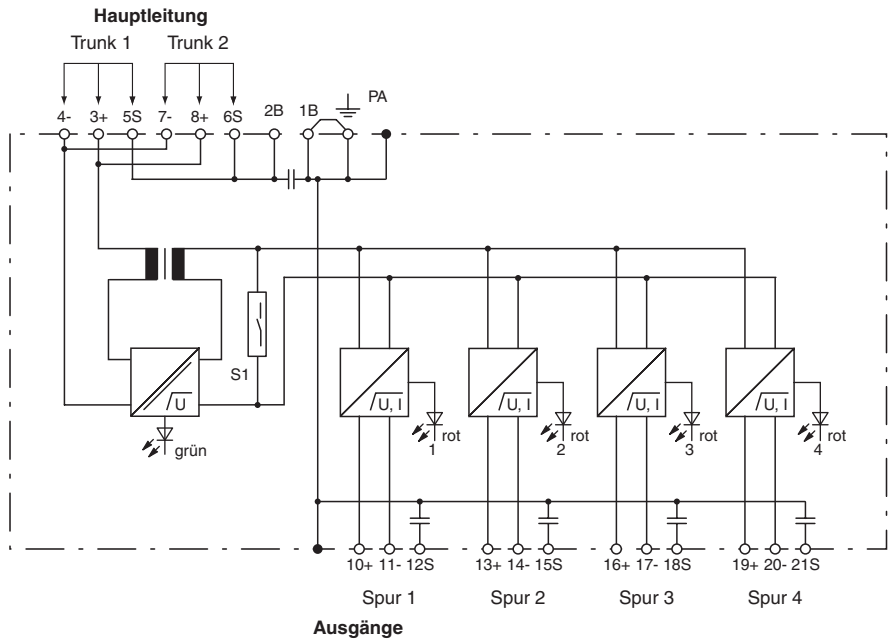 Hauptleitung
Trunk 1 Trunk 2
4- 3+ 5S 7- 8+ 6S 2B 1B PA
S1
U
U, I U, I U, I U, I
grün
rot rot rot rot
1 2 3 4
10+ 11- 12S 13+ 14- 15S 16+ 17- 18S 19+ 20- 21S
Spur 1 Spur 2 Spur 3 Spur 4
Ausgänge